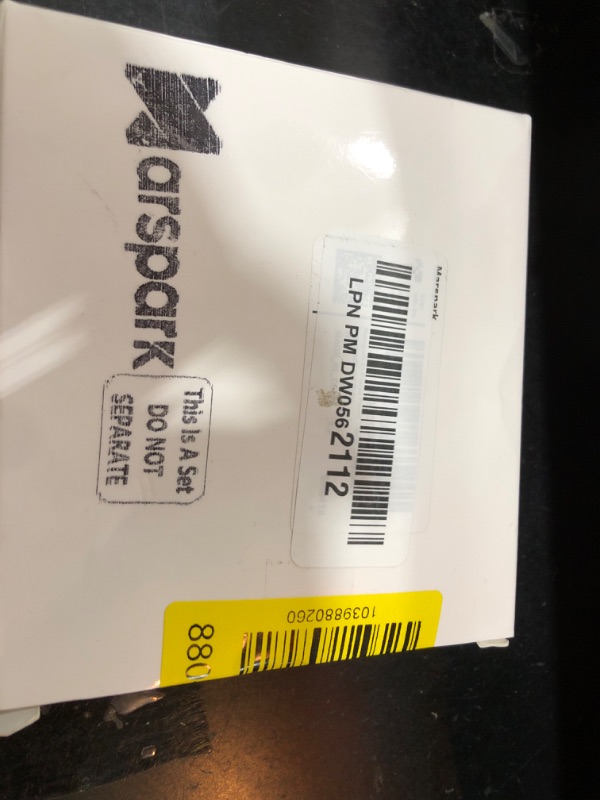 Marspark
This Is A Set
DO NOT
SEPARATE
Marspark
LPN PM DW0562112
1039880260
880